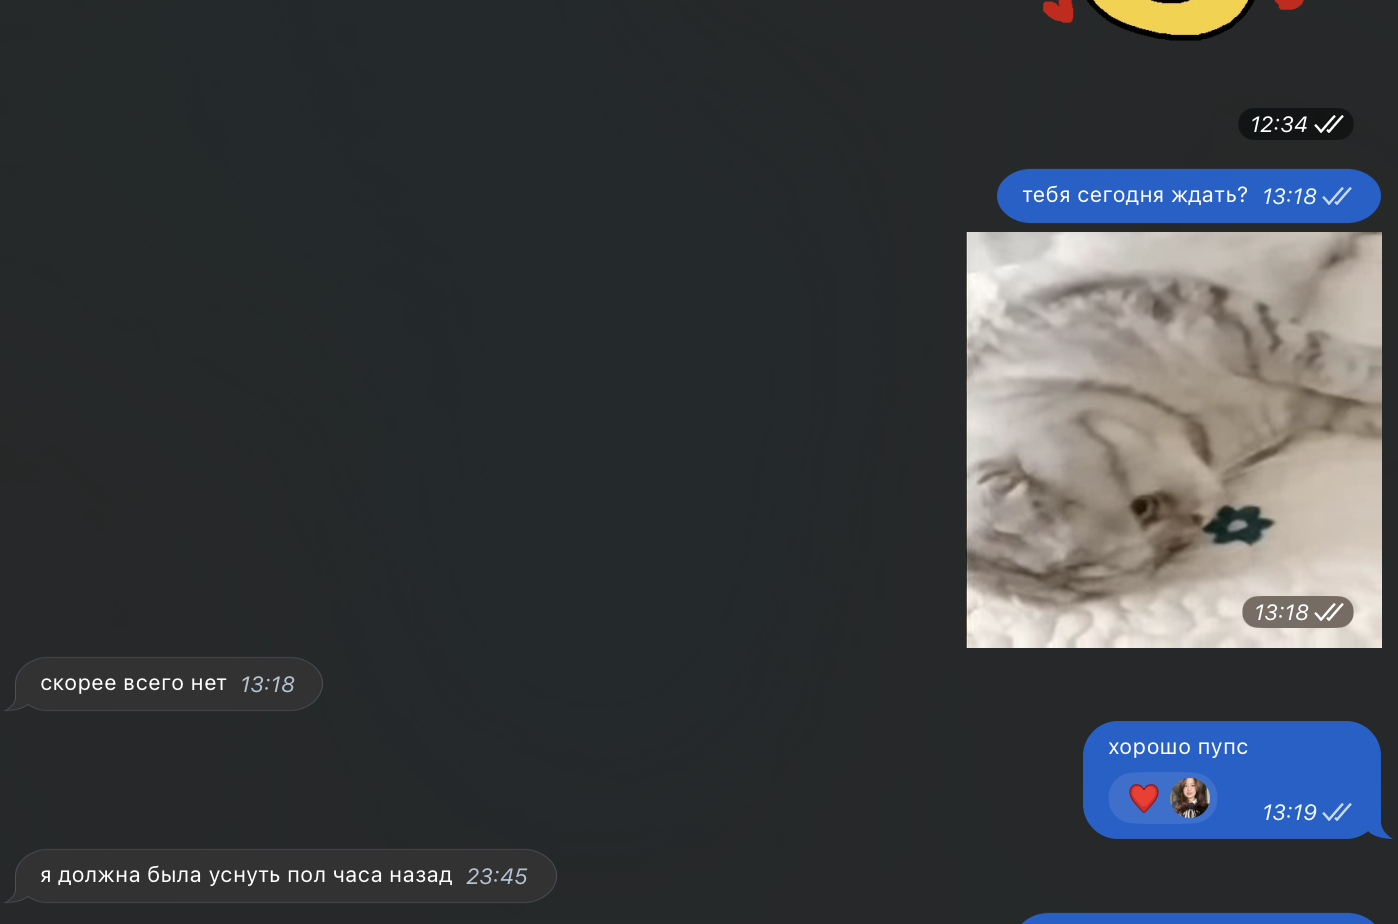 12:34
тебя сегодня ждать? 13:18
13:18
скорее всего нет 13:18
хорошо пупс
13:19
я должна была уснуть пол часа назад 23:45